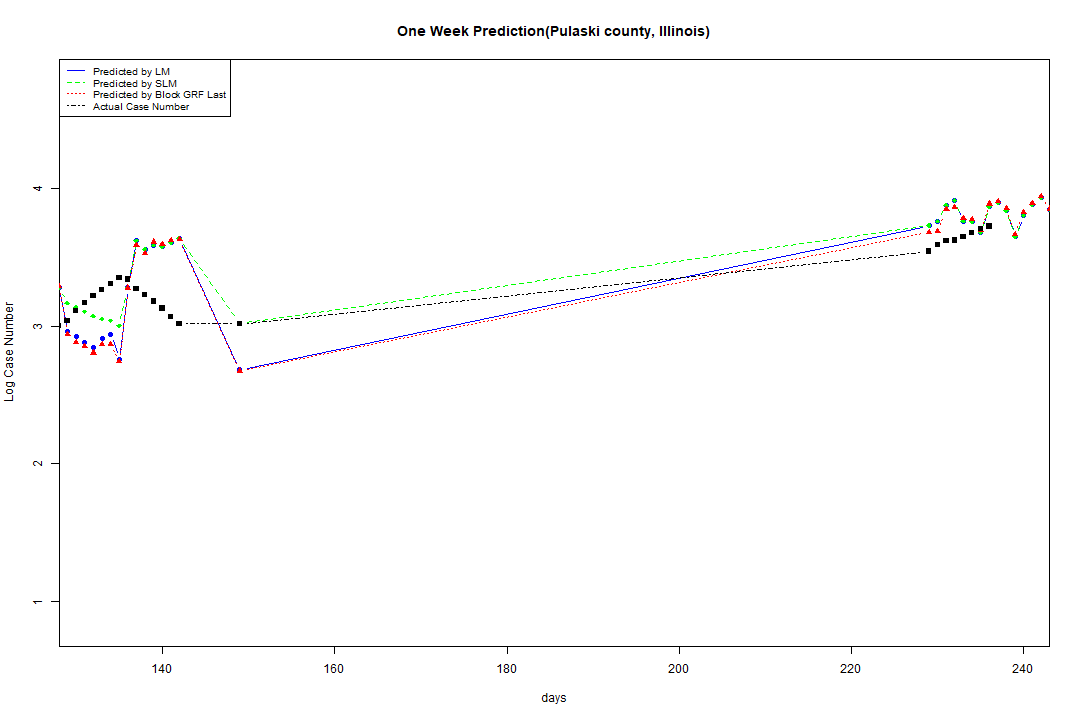 One Week Prediction(Pulaski county, Illinois)
Predicted by LM
Predicted by SLM
Predicted by Block GRF Last
Actual Case Number
4
3
2
1
Log Case Number
140
160
180
200
220
240
days